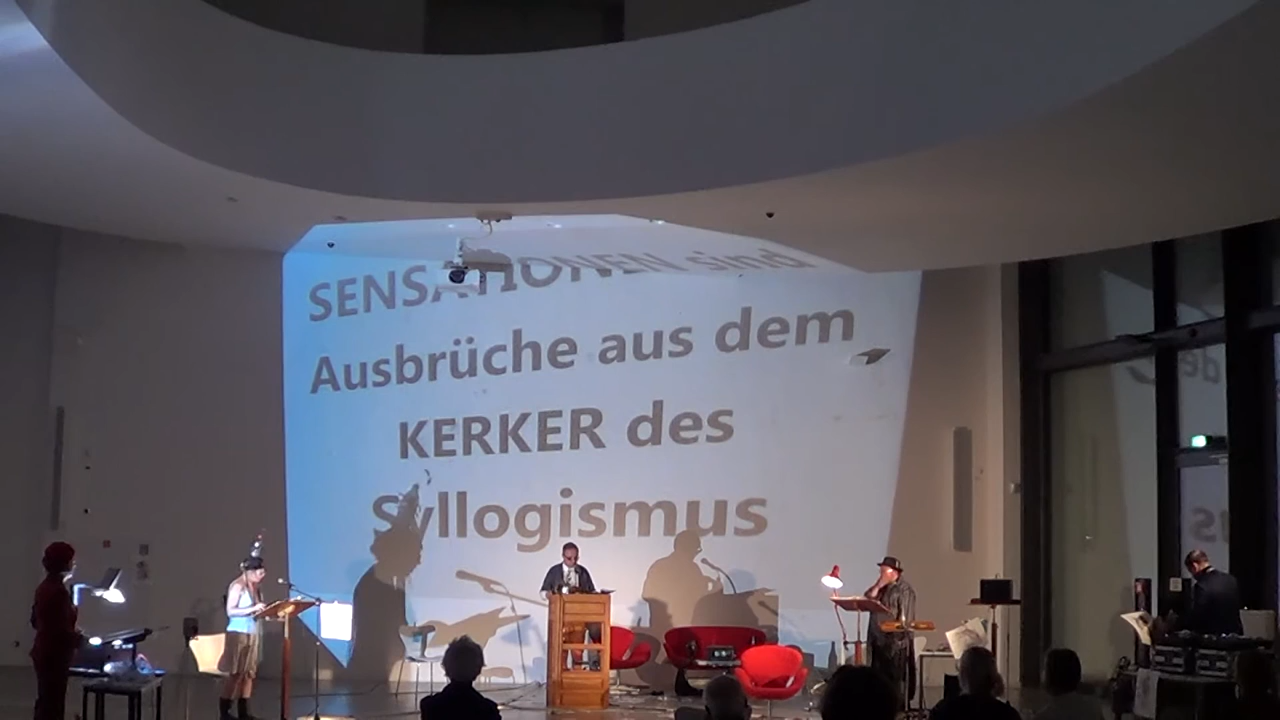 SENSATIONEN sind
Ausbrüche aus dem
KERKER des
Syllogismus